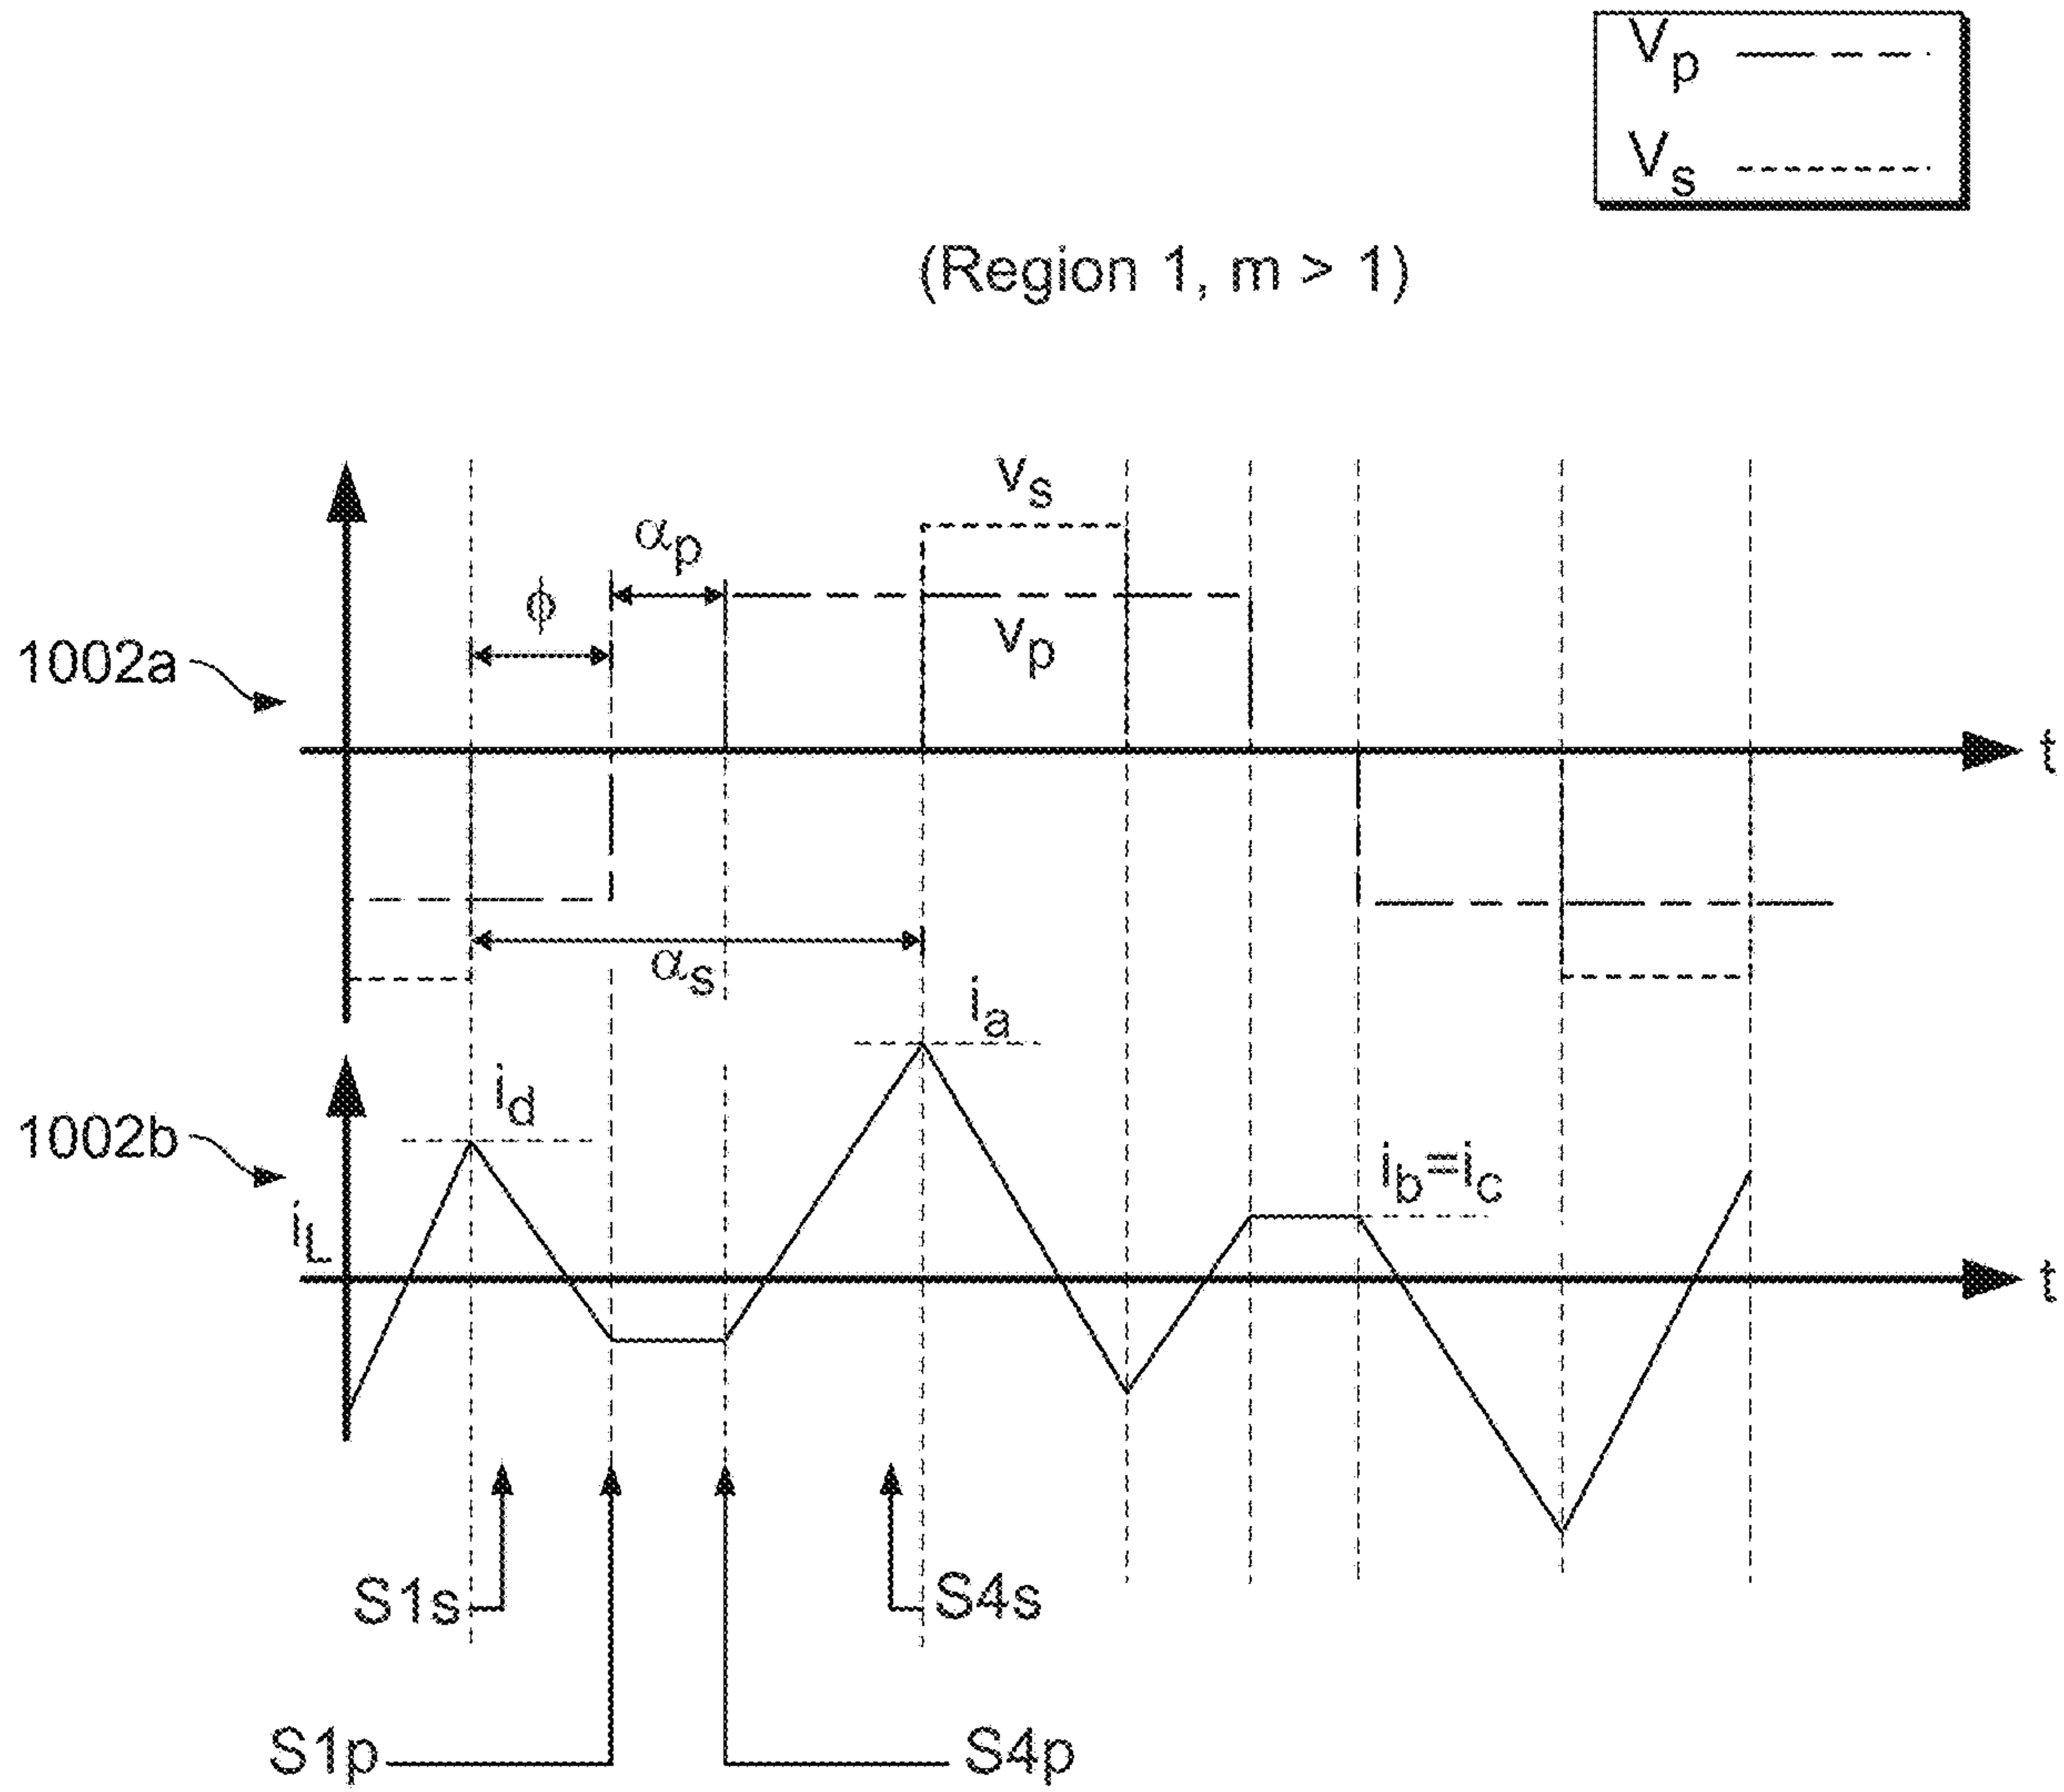 Vp
Vs
(Region 1, m > 1)
vs
αp
ϕ
vp
1002a
t
αs
ia
id
1002b
ib=ic
iL
t
S1s
S4s
S1p
S4p